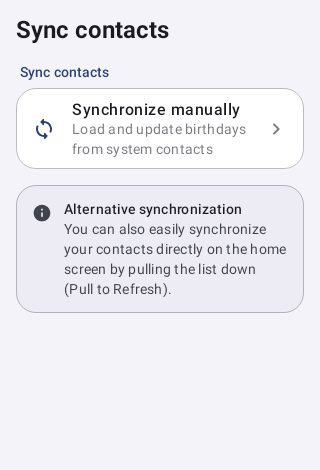 Sync contacts
Sync contacts
Synchronize manually
Load and update birthdays
from system contacts
Alternative synchronization
You can also easily synchronize
your contacts directly on the home
screen by pulling the list down
(Pull to Refresh).